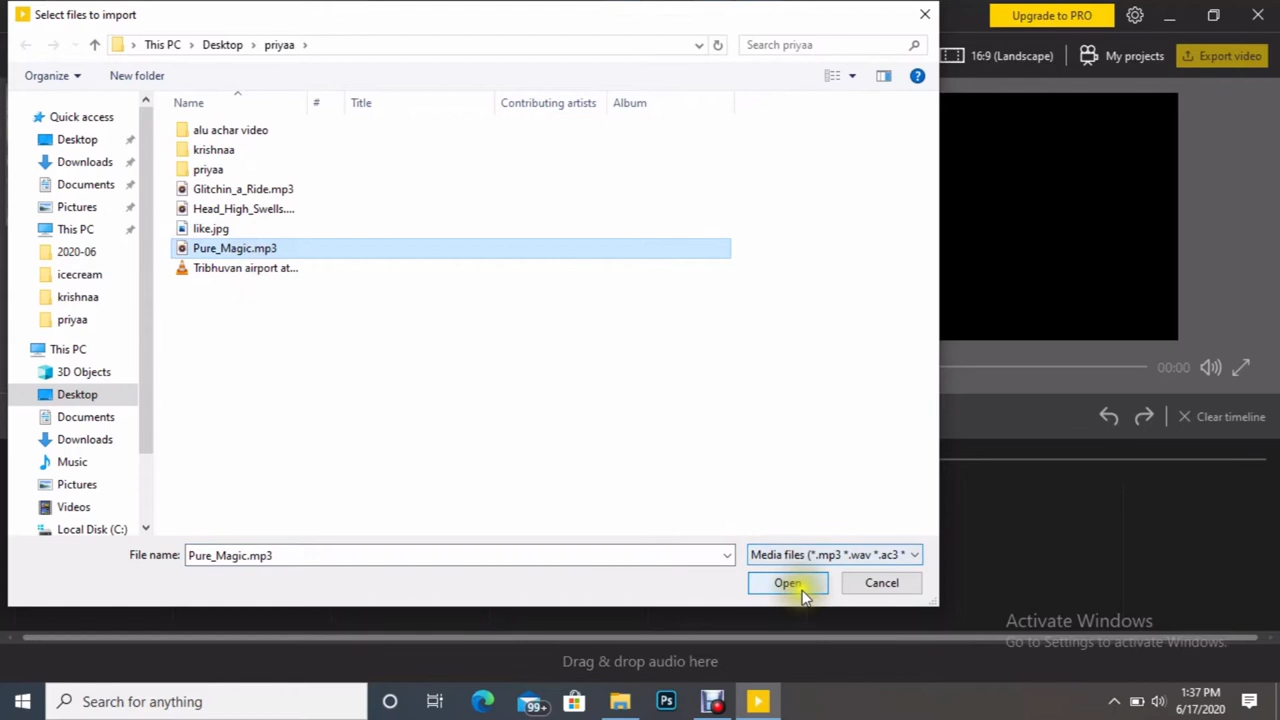 Select files to import
Upgrade to PRO
This PC
Desktop
priyaa
Search priyaa
16:9 (Landscape)
My projects
Export video
Organize
New folder
Name
#
Title
Contributing artists
Album
Quick access
Desktop
Downloads
Documents
Pictures
This PC
2020-06
icecream
krishnaa
priyaa
This PC
3D Objects
Desktop
Documents
Downloads
Music
Pictures
Videos
Local Disk (C:)
alu achar video
krishnaa
priyaa
Glitchin_a_Ride.mp3
Head_High_Swells....
like.jpg
Pure_Magic.mp3
Tribhuvan airport at...
00:00
Clear timeline
File name:
Pure_Magic.mp3
Media files (*.mp3 *.wav *.ac3 *
Open
Cancel
Activate Windows
Go to Settings to activate Windows.
Drag & drop audio here
Search for anything
99+
Ps
1:37 PM
6/17/2020